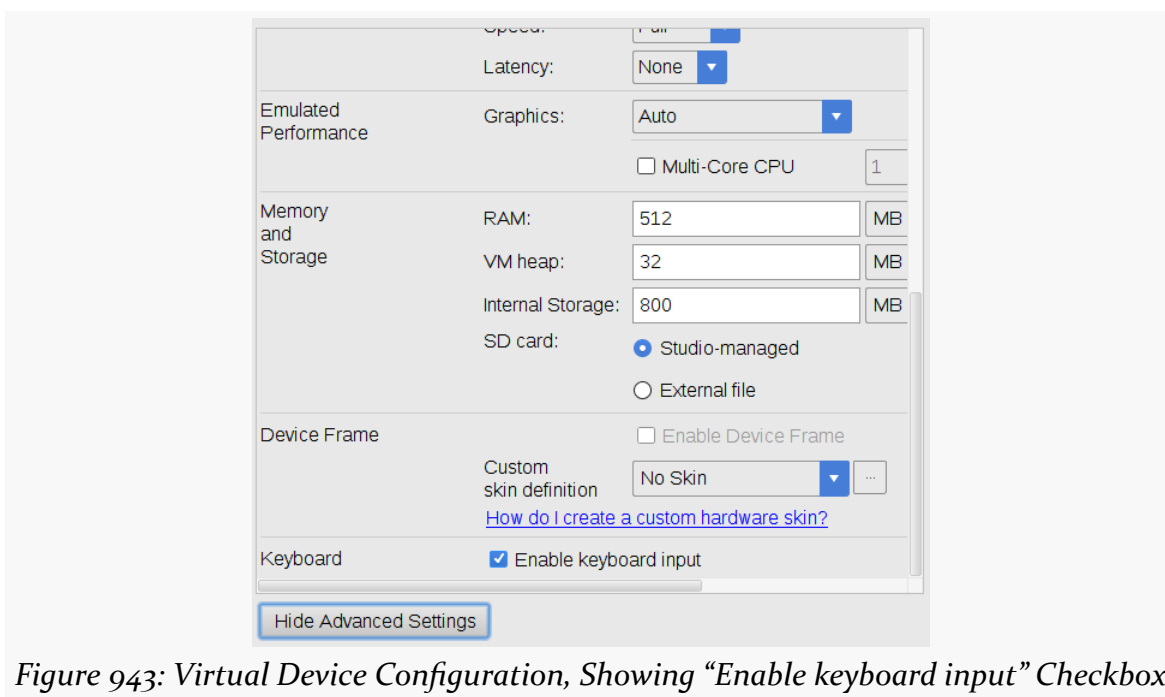 Speed: Full
Latency: None
Emulated Performance Graphics: Auto
Multi-Core CPU 1
Memory and Storage RAM: 512 MB
VM heap: 32 MB
Internal Storage: 800 MB
SD card: Studio-managed
External file
Device Frame Enable Device Frame
Custom skin definition No Skin ...
How do I create a custom hardware skin?
Keyboard Enable keyboard input
Hide Advanced Settings
Figure 943: Virtual Device Configuration, Showing “Enable keyboard input” Checkbox